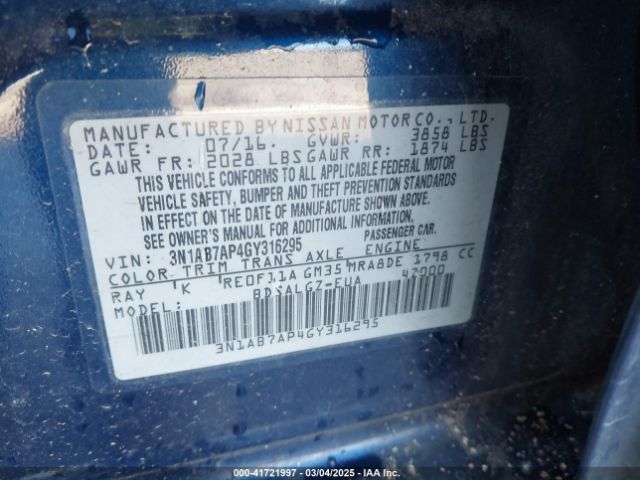 MANUFACTURED BY NISSAN MOTOR CO., LTD.
DATE: 07/16. GVWR: 3858 LBS
GAWR FR: 2028 LBS GAWR RR: 1874 LBS
THIS VEHICLE CONFORMS TO ALL APPLICABLE FEDERAL MOTOR
VEHICLE SAFETY, BUMPER AND THEFT PREVENTION STANDARDS
IN EFFECT ON THE DATE OF MANUFACTURE SHOWN ABOVE.
SEE OWNER'S MANUAL FOR ADDITIONAL INFORMATION.
VIN: 3N1AB7AP4GY316295 PASSENGER CAR.
COLOR TRIM TRANS AXLE ENGINE
RAY K RE0F11A GM35 MRA8DE 1798 CC
MODEL: BDSALGZ-EUA 42000
3N1AB7AP4GY316295
000-41721997 - 03/04/2025 - IAA Inc.